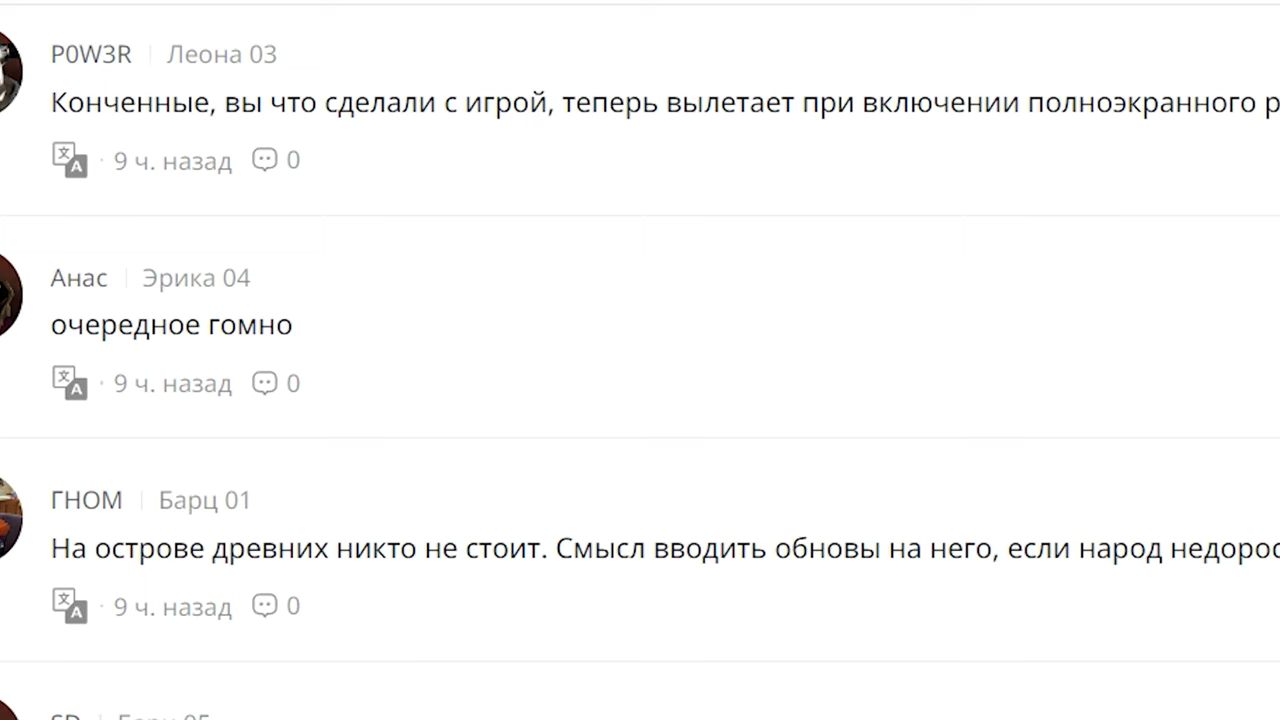 P0W3R | Леона 03
Конченные, вы что сделали с игрой, теперь вылетает при включении полноэкранного
9 ч. назад 0
Анас | Эрика 04
очередное гомно
9 ч. назад 0
ГНОМ | Барц 01
На острове древних никто не стоит. Смысл вводить обновы на него, если народ
9 ч. назад 0